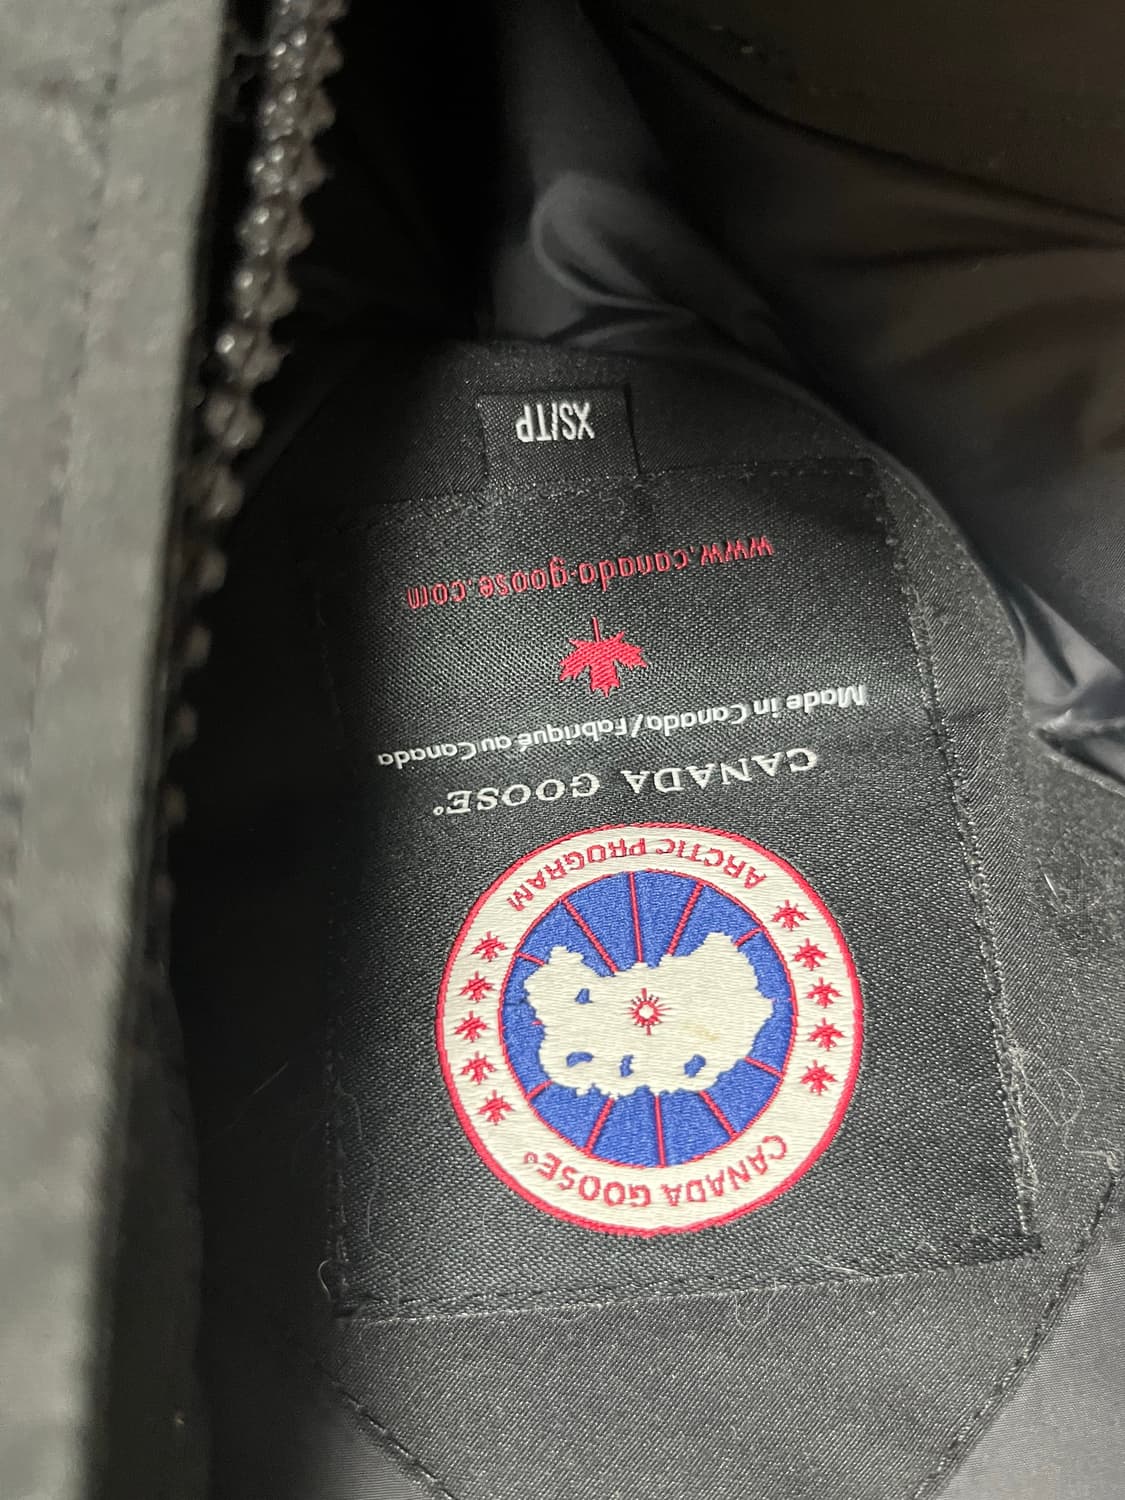 ARCTIC PROGRAM
CANADA GOOSE®
CANADA GOOSE®
Made in Canada/Fabriqué au Canada
www.canada-goose.com
XS/TP